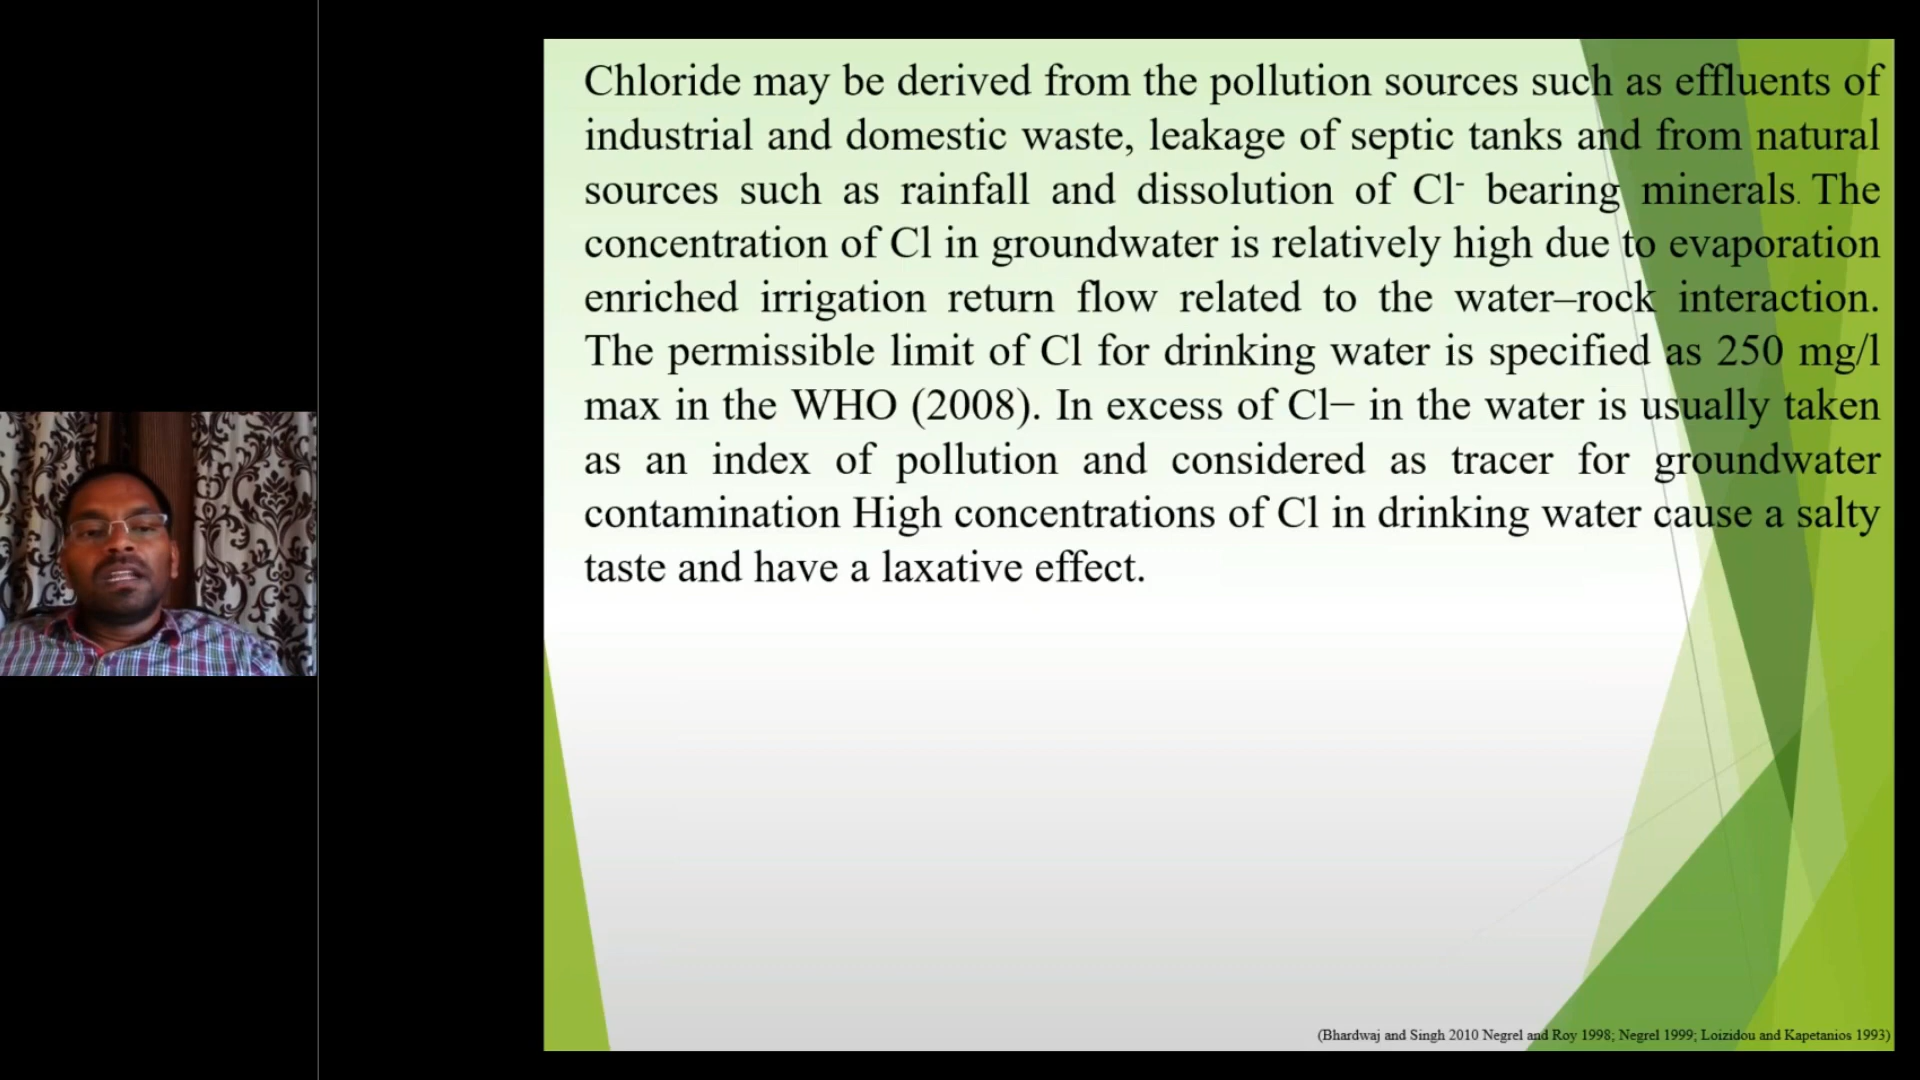 Chloride may be derived from the pollution sources such as effluents of
industrial and domestic waste, leakage of septic tanks and from natural
sources such as rainfall and dissolution of Cl- bearing minerals. The
concentration of Cl in groundwater is relatively high due to evaporation
enriched irrigation return flow related to the water–rock interaction.
The permissible limit of Cl for drinking water is specified as 250 mg/l
max in the WHO (2008). In excess of Cl− in the water is usually taken
as an index of pollution and considered as tracer for groundwater
contamination High concentrations of Cl in drinking water cause a salty
taste and have a laxative effect.
(Bhardwaj and Singh 2010 Negrel and Roy 1998; Negrel 1999; Loizidou and Kapetanios 1993)